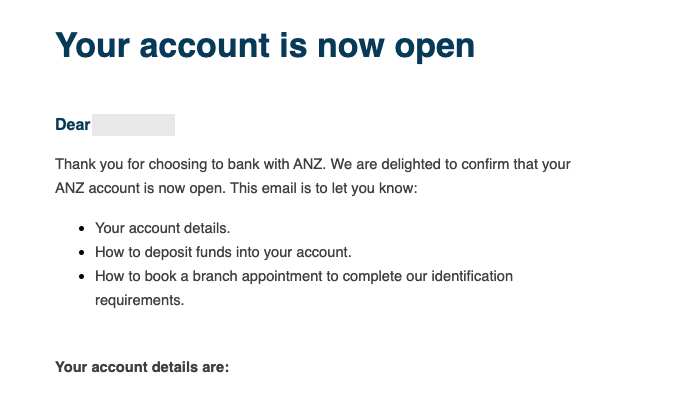 Your account is now open
Dear
Thank you for choosing to bank with ANZ. We are delighted to confirm that your
ANZ account is now open. This email is to let you know:
• Your account details.
• How to deposit funds into your account.
• How to book a branch appointment to complete our identification
requirements.
Your account details are: